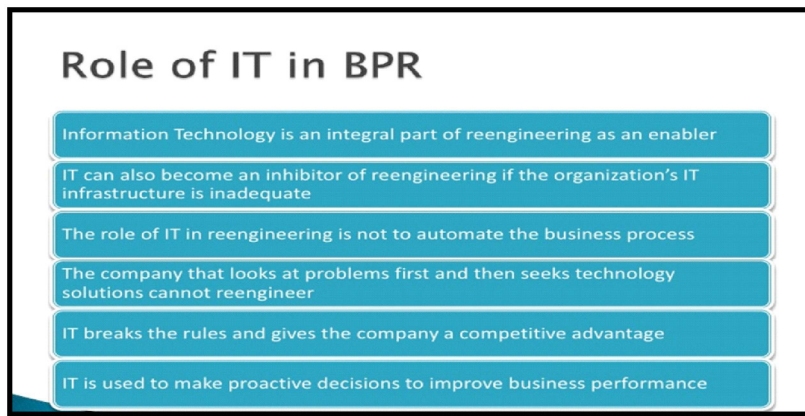 Role of IT in BPR
Information Technology is an integral part of reengineering as an enabler
IT can also become an inhibitor of reengineering if the organization's IT
infrastructure is inadequate
The role of IT in reengineering is not to automate the business process
The company that looks at problems first and then seeks technology
solutions cannot reengineer
IT breaks the rules and gives the company a competitive advantage
IT is used to make proactive decisions to improve business performance